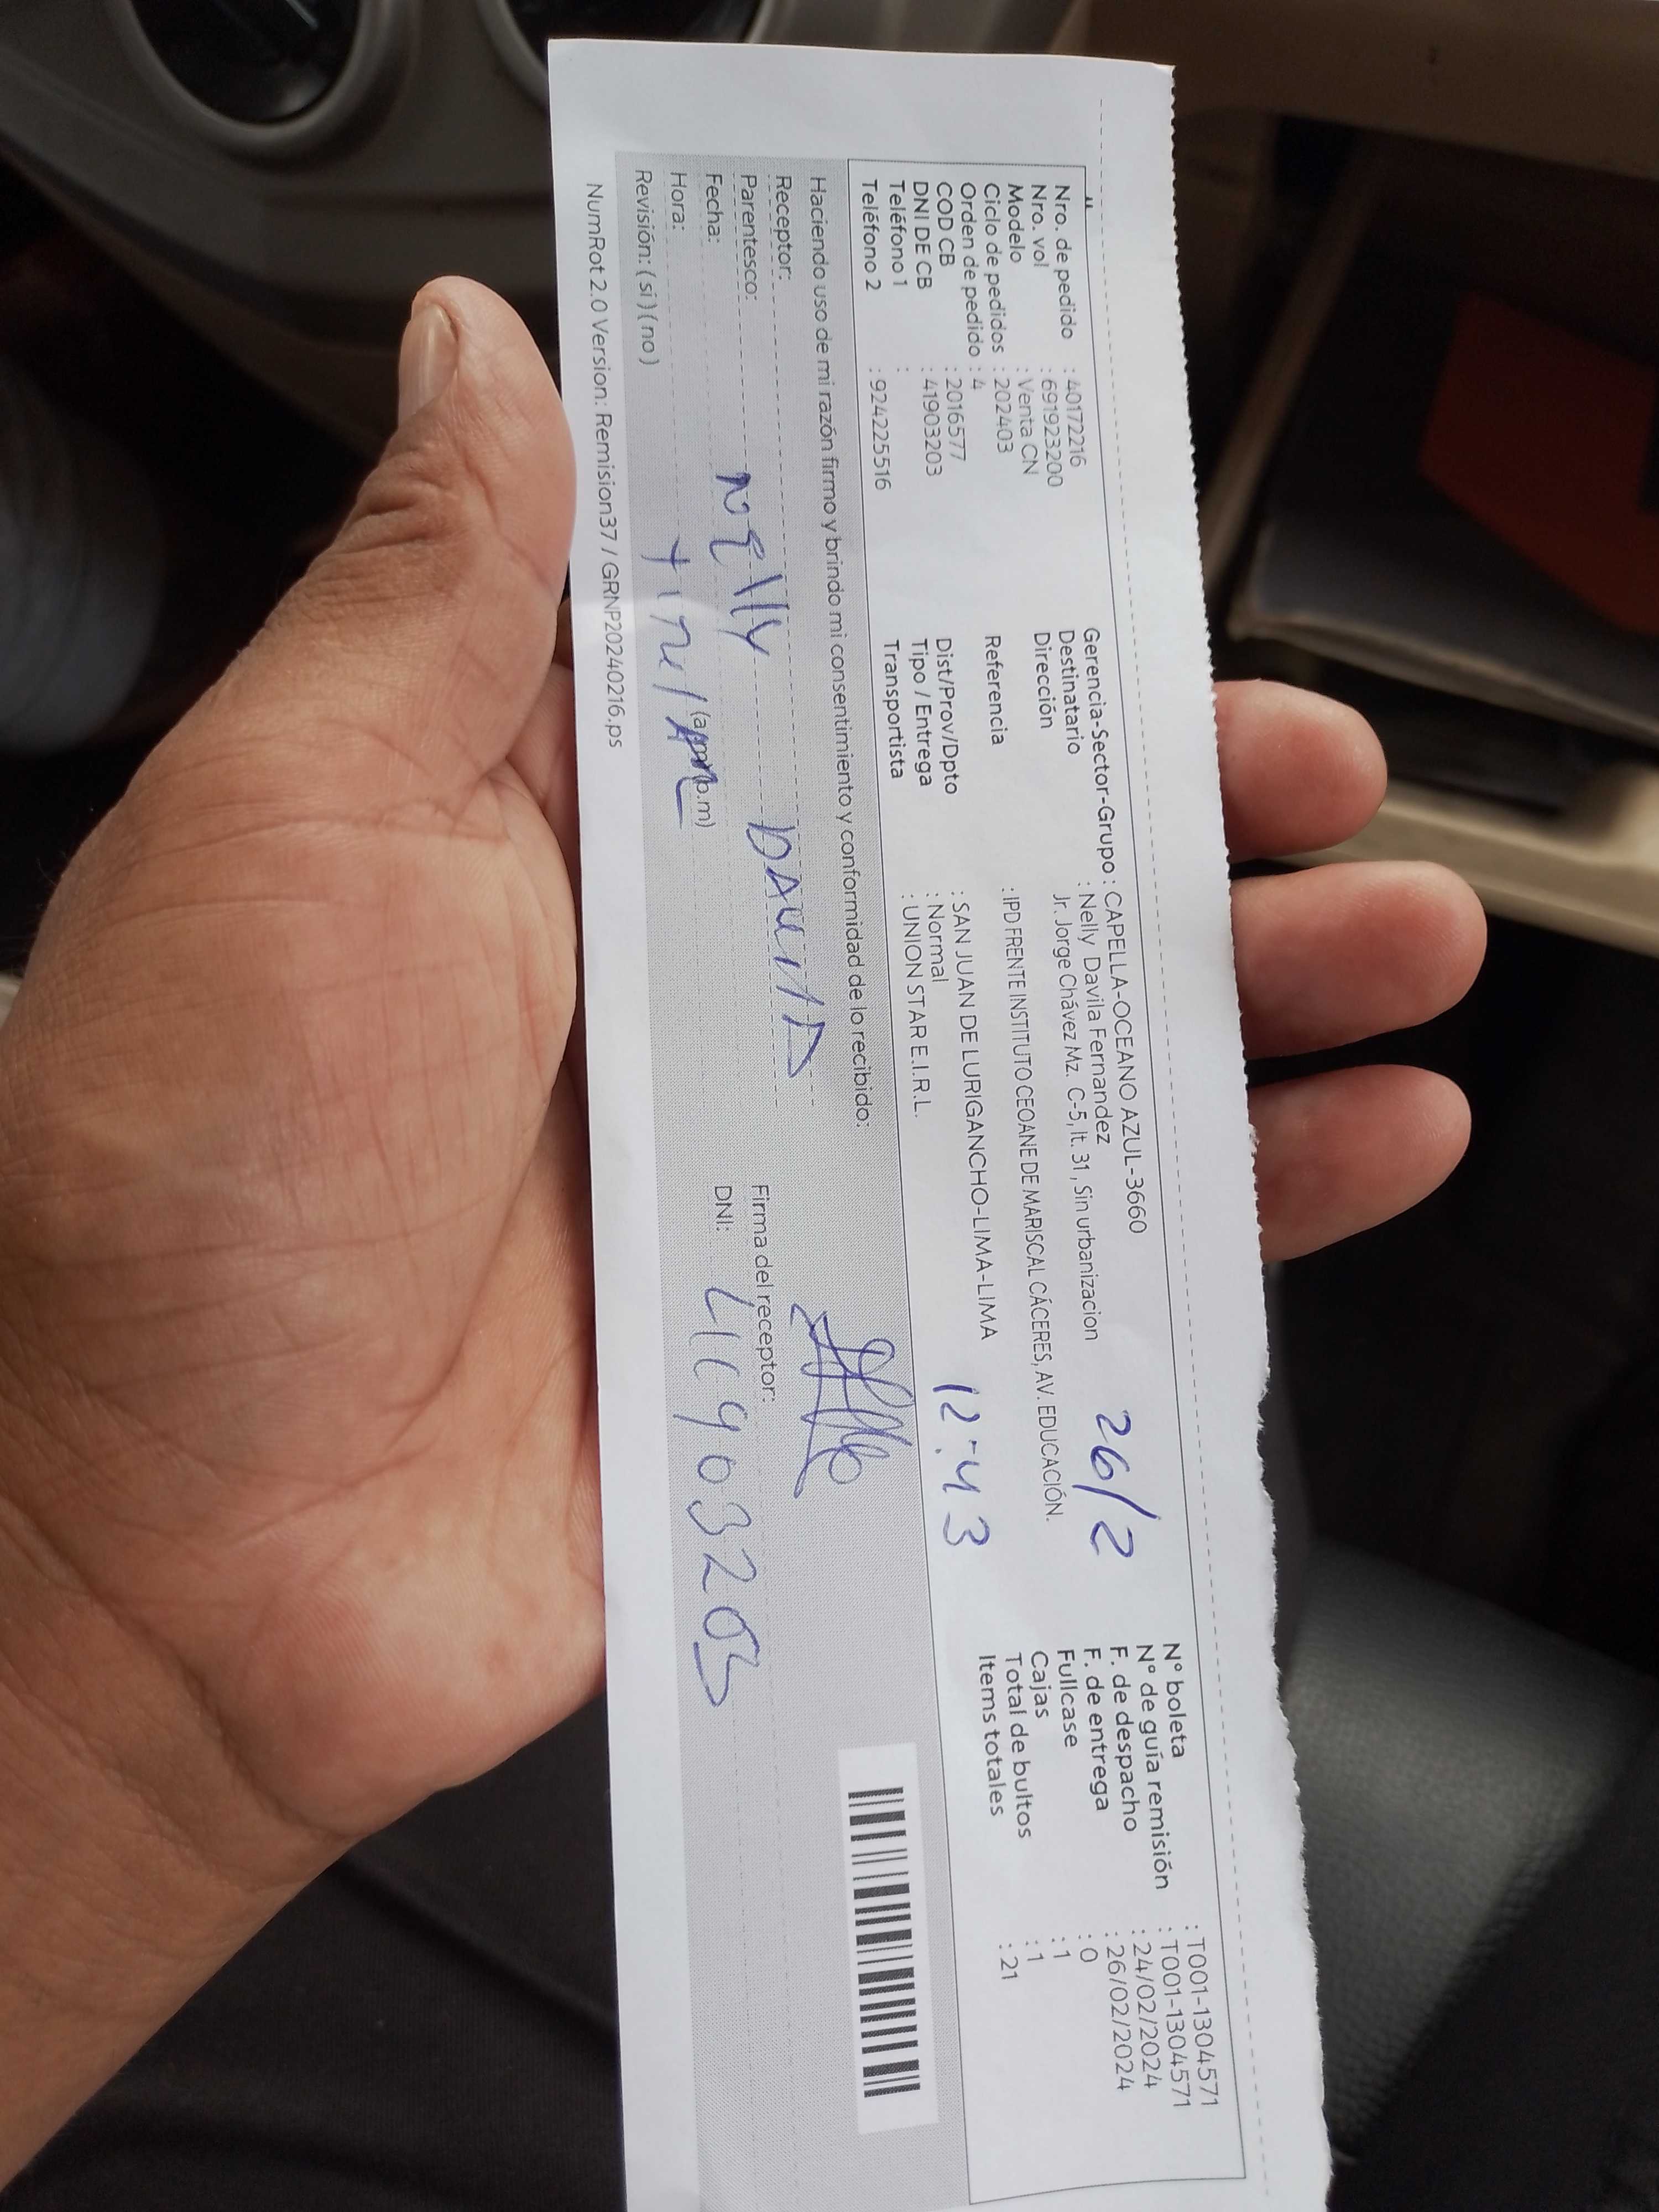 Nro. de pedido : 40172216
Nro. vol : 691923200
Modelo : Venta CN
Ciclo de pedidos : 202403
Orden de pedido : 4
COD CB : 2016577
DNI DE CB : 41903203
Teléfono 1 :
Teléfono 2 : 924225516
Gerencia-Sector-Grupo : CAPELLA-OCEANO AZUL-3660
Destinatario : Nelly Davila Fernandez
Dirección Jr. Jorge Chávez Mz. C-5, lt. 31 , Sin urbanizacion
Referencia : IPD FRENTE INSTITUTO CEOANE DE MARISCAL CÁCERES, AV. EDUCACIÓN.
Dist/Prov/Dpto : SAN JUAN DE LURIGANCHO-LIMA-LIMA
Tipo / Entrega : Normal
Transportista : UNION STAR E.I.R.L.
26/2
12:43
N° boleta : T001-1304571
N° de guía remisión : T001-1304571
F. de despacho : 24/02/2024
F. de entrega : 26/02/2024
Fullcase : 0
Cajas : 1
Total de bultos : 1
Items totales : 21
Haciendo uso de mi razón firmo y brindo mi consentimiento y conformidad de lo recibido:
Receptor:
Parentesco: Nelly DAvilA
Fecha:
Hora:
Revisión: ( si ) ( no )
Firma del receptor:
DNI: 41903203
NumRot 2.0 Version: Remision37 / GRNP20240216.ps